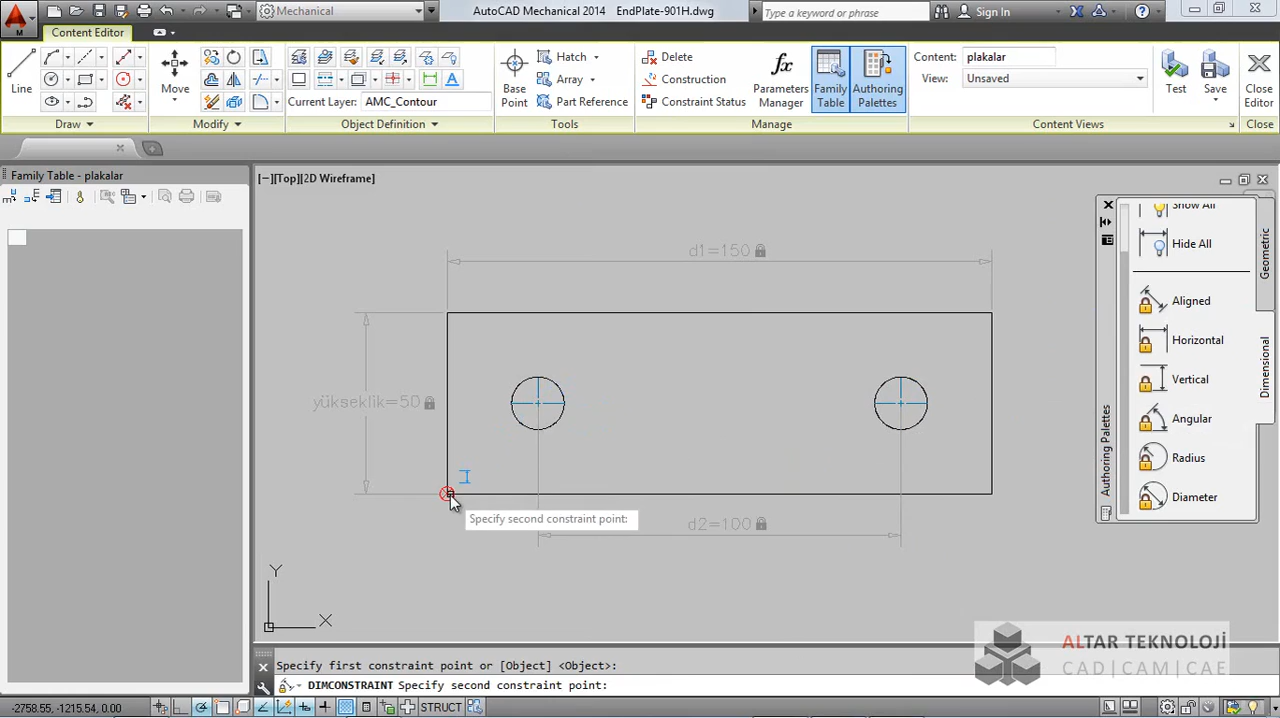 Mechanical
AutoCAD Mechanical 2014 EndPlate-901H.dwg
Type a keyword or phrase
Sign In
M
Content Editor
Line
Move
Current Layer: AMC_Contour
Base Point
Hatch
Array
Part Reference
Delete
Construction
Constraint Status
Parameters Manager
Family Table
Authoring Palettes
Content: plakalar
View: Unsaved
Test
Save
Close Editor
Draw
Modify
Object Definition
Tools
Manage
Content Views
Close
Family Table - plakalar
[−][Top][2D Wireframe]
d1=150
yükseklik=50
d2=100
Specify second constraint point:
Y
X
Show All
Hide All
Aligned
Horizontal
Vertical
Angular
Radius
Diameter
Geometric
Dimensional
Authoring Palettes
ALTAR TEKNOLOJİ
CAD|CAM|CAE
Specify first constraint point or [Object] <Object>:
DIMCONSTRAINT Specify second constraint point:
-2758.55, -1215.54, 0.00
STRUCT